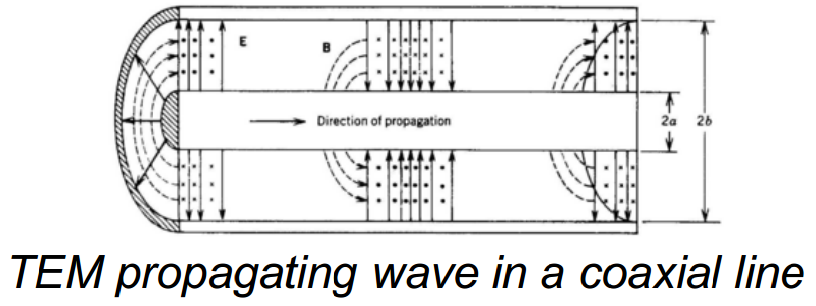 E
B
Direction of propagation
2a
2b
TEM propagating wave in a coaxial line